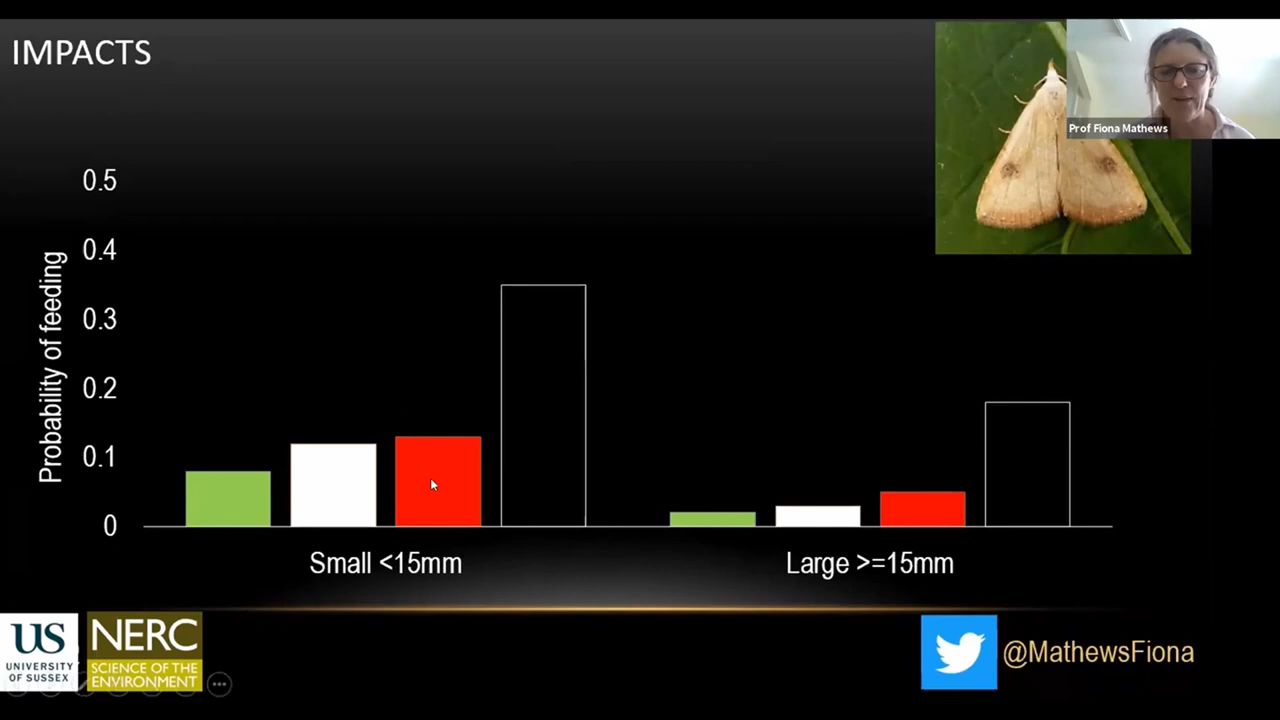 IMPACTS
Prof Fiona Mathews
Probability of feeding
0.5
0.4
0.3
0.2
0.1
0
Small <15mm
Large >=15mm
US
UNIVERSITY
OF SUSSEX
NERC
SCIENCE OF THE
ENVIRONMENT
@MathewsFiona